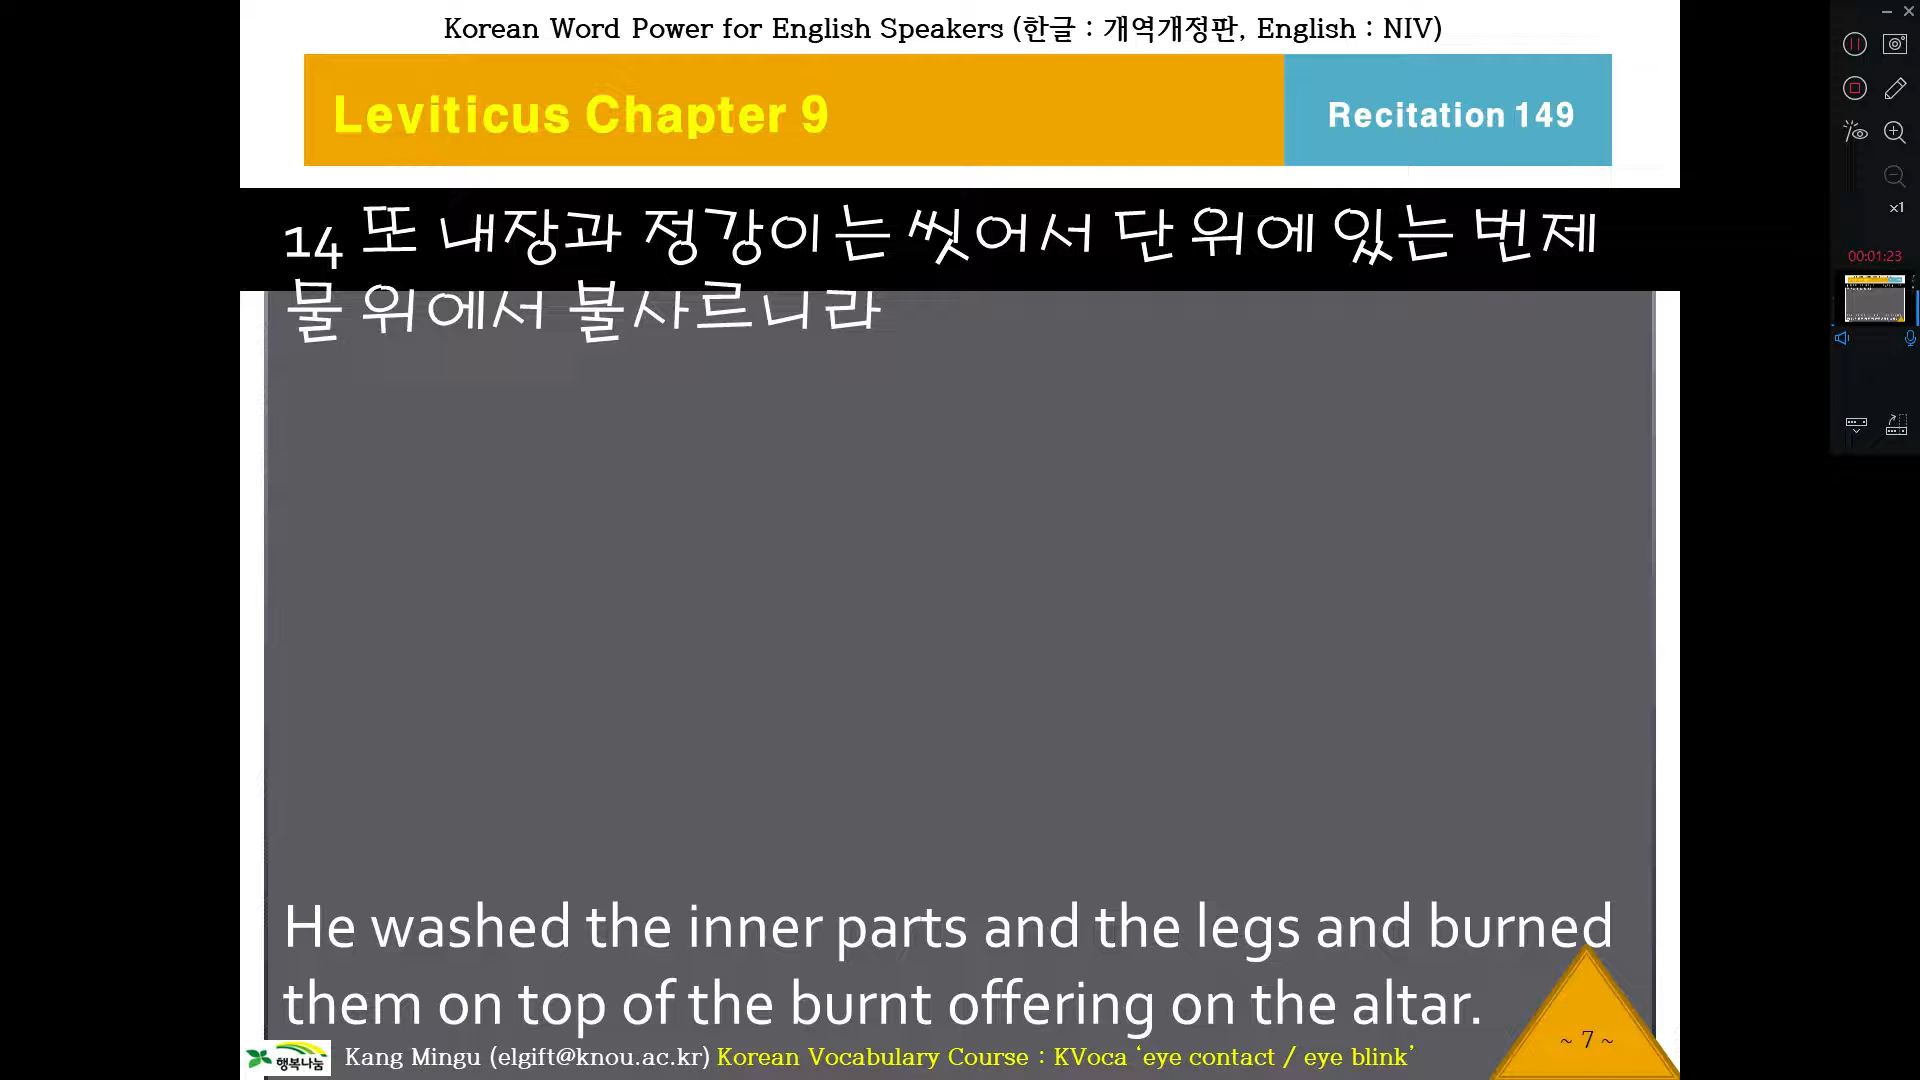 Korean Word Power for English Speakers (한글 : 개역개정판, English : NIV)
Leviticus Chapter 9
Recitation 149
14 또 내장과 정강이는 씻어서 단 위에 있는 번제
물 위에서 불사르니라
x1
00:01:23
He washed the inner parts and the legs and burned
them on top of the burnt offering on the altar.
~ 7 ~
행복나눔
Kang Mingu (elgift@knou.ac.kr) Korean Vocabulary Course : KVoca ‘eye contact / eye blink’